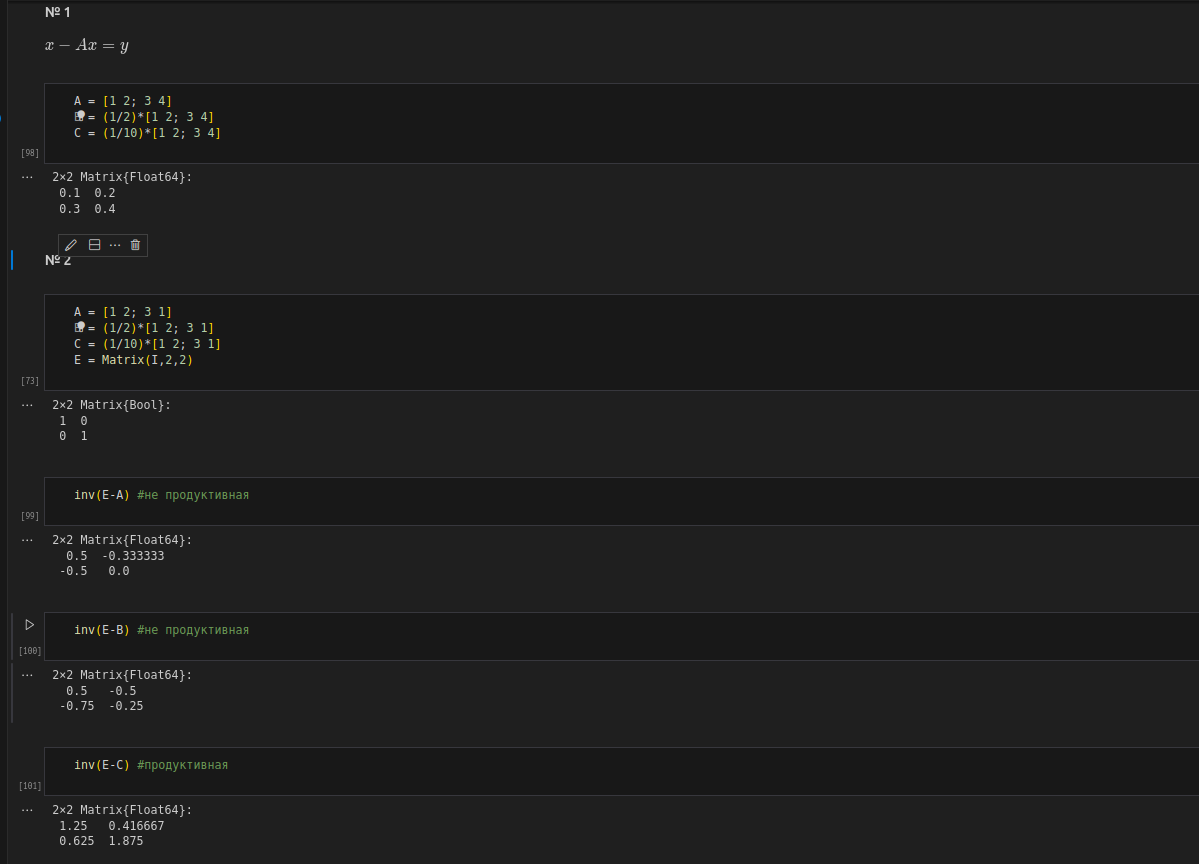 № 1
x − Ax = y
A = [1 2; 3 4]
= (1/2)*[1 2; 3 4]
C = (1/10)*[1 2; 3 4]
[98]
... 2×2 Matrix{Float64}:
0.1 0.2
0.3 0.4
...
№ 2
A = [1 2; 3 1]
= (1/2)*[1 2; 3 1]
C = (1/10)*[1 2; 3 1]
E = Matrix(I,2,2)
[73]
... 2×2 Matrix{Bool}:
1 0
0 1
inv(E-A) #не продуктивная
[99]
... 2×2 Matrix{Float64}:
0.5 -0.333333
-0.5 0.0
inv(E-B) #не продуктивная
[100]
... 2×2 Matrix{Float64}:
0.5 -0.5
-0.75 -0.25
inv(E-C) #продуктивная
[101]
... 2×2 Matrix{Float64}:
1.25 0.416667
0.625 1.875